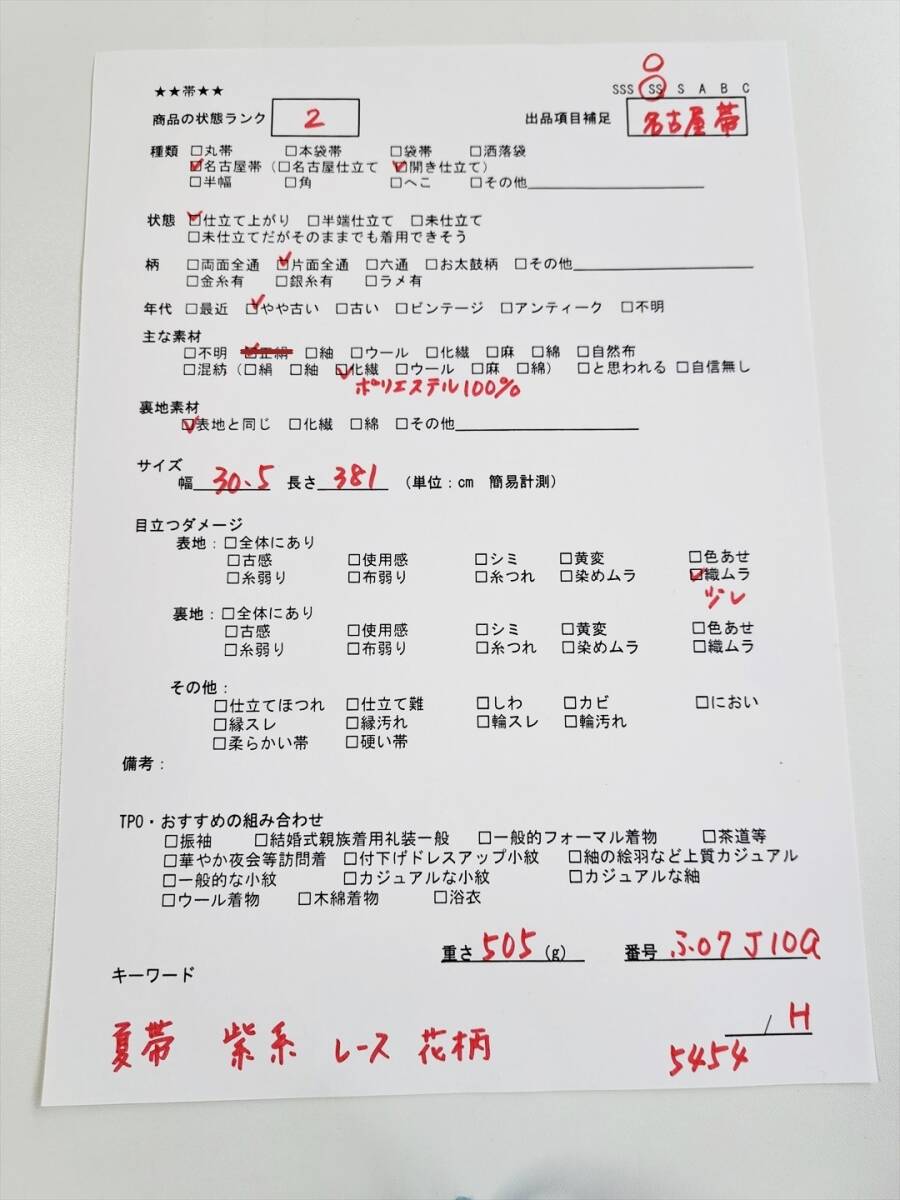 ★★帯★★
SSS SS S A B C
商品の状態ランク 2
出品項目補足 名古屋帯
種類 □丸帯 □本袋帯 □袋帯 □洒落袋
☑名古屋帯（□名古屋仕立て ☑開き仕立て）
□半幅 □角 □へこ □その他
状態 ☑仕立て上がり □半端仕立て □未仕立て
□未仕立てだがそのままでも着用できそう
柄 □両面全通 ☑片面全通 □六通 □お太鼓柄 □その他
□金糸有 □銀糸有 □ラメ有
年代 □最近 ☑やや古い □古い □ビンテージ □アンティーク □不明
主な素材
□不明 ☑正絹 □紬 □ウール □化繊 □麻 □綿 □自然布
□混紡（□絹 □紬 ☑化繊 □ウール □麻 □綿） □と思われる □自信無し
ポリエステル100%
裏地素材
☑表地と同じ □化繊 □綿 □その他
サイズ
幅 30.5 長さ 381 （単位：cm 簡易計測）
目立つダメージ
表地：□全体にあり
□古感 □使用感 □シミ □黄変 □色あせ
□糸弱り □布弱り □糸つれ □染めムラ ☑織ムラ
少し
裏地：□全体にあり
□古感 □使用感 □シミ □黄変 □色あせ
□糸弱り □布弱り □糸つれ □染めムラ □織ムラ
その他：
□仕立てほつれ □仕立て難 □しわ □カビ □におい
□縁スレ □縁汚れ □輪スレ □輪汚れ
□柔らかい帯 □硬い帯
備考：
TPO・おすすめの組み合わせ
□振袖 □結婚式親族着用礼装一般 □一般的フォーマル着物 □茶道等
□華やか夜会等訪問着 □付下げドレスアップ小紋 □紬の絵羽など上質カジュアル
□一般的な小紋 □カジュアルな小紋 □カジュアルな紬
□ウール着物 □木綿着物 □浴衣
重さ 505 (g) 番号 ふ07J10a
キーワード
/ H
夏帯 紫系 レース 花柄
5454